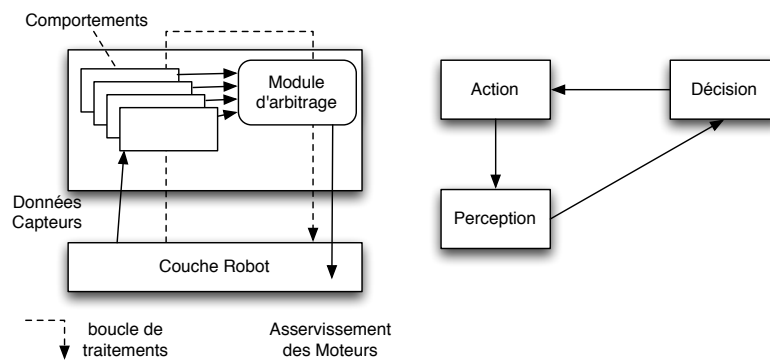 Comportements
Module
d'arbitrage
Données
Capteurs
Couche Robot
boucle de
traitements
Asservissement
des Moteurs
Action
Décision
Perception